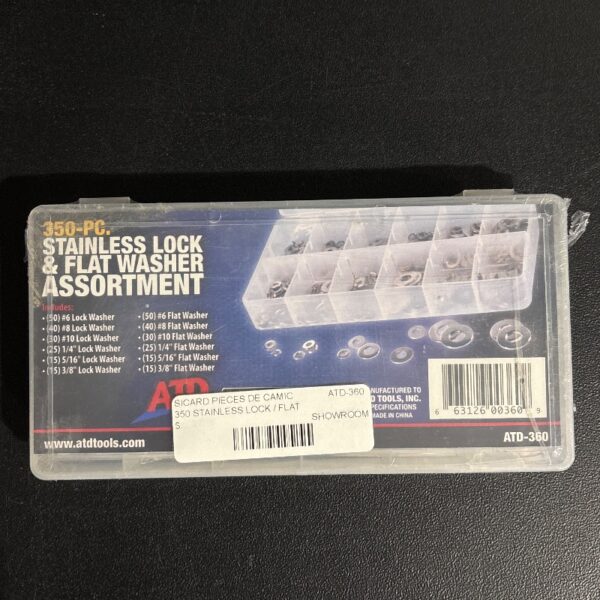 350-PC.
STAINLESS LOCK
& FLAT WASHER
ASSORTMENT
Includes:
• (50) #6 Lock Washer
• (40) #8 Lock Washer
• (30) #10 Lock Washer
• (25) 1/4" Lock Washer
• (15) 5/16" Lock Washer
• (15) 3/8" Lock Washer
• (50) #6 Flat Washer
• (40) #8 Flat Washer
• (30) #10 Flat Washer
• (25) 1/4" Flat Washer
• (15) 5/16" Flat Washer
• (15) 3/8" Flat Washer
ATD
www.atdtools.com
SICARD PIECES DE CAMIC ATD-360
350 STAINLESS LOCK / FLAT
S SHOWROOM
MANUFACTURED TO
TOOLS, INC.
SPECIFICATIONS
MADE IN CHINA
6 63126 00360 9
ATD-360